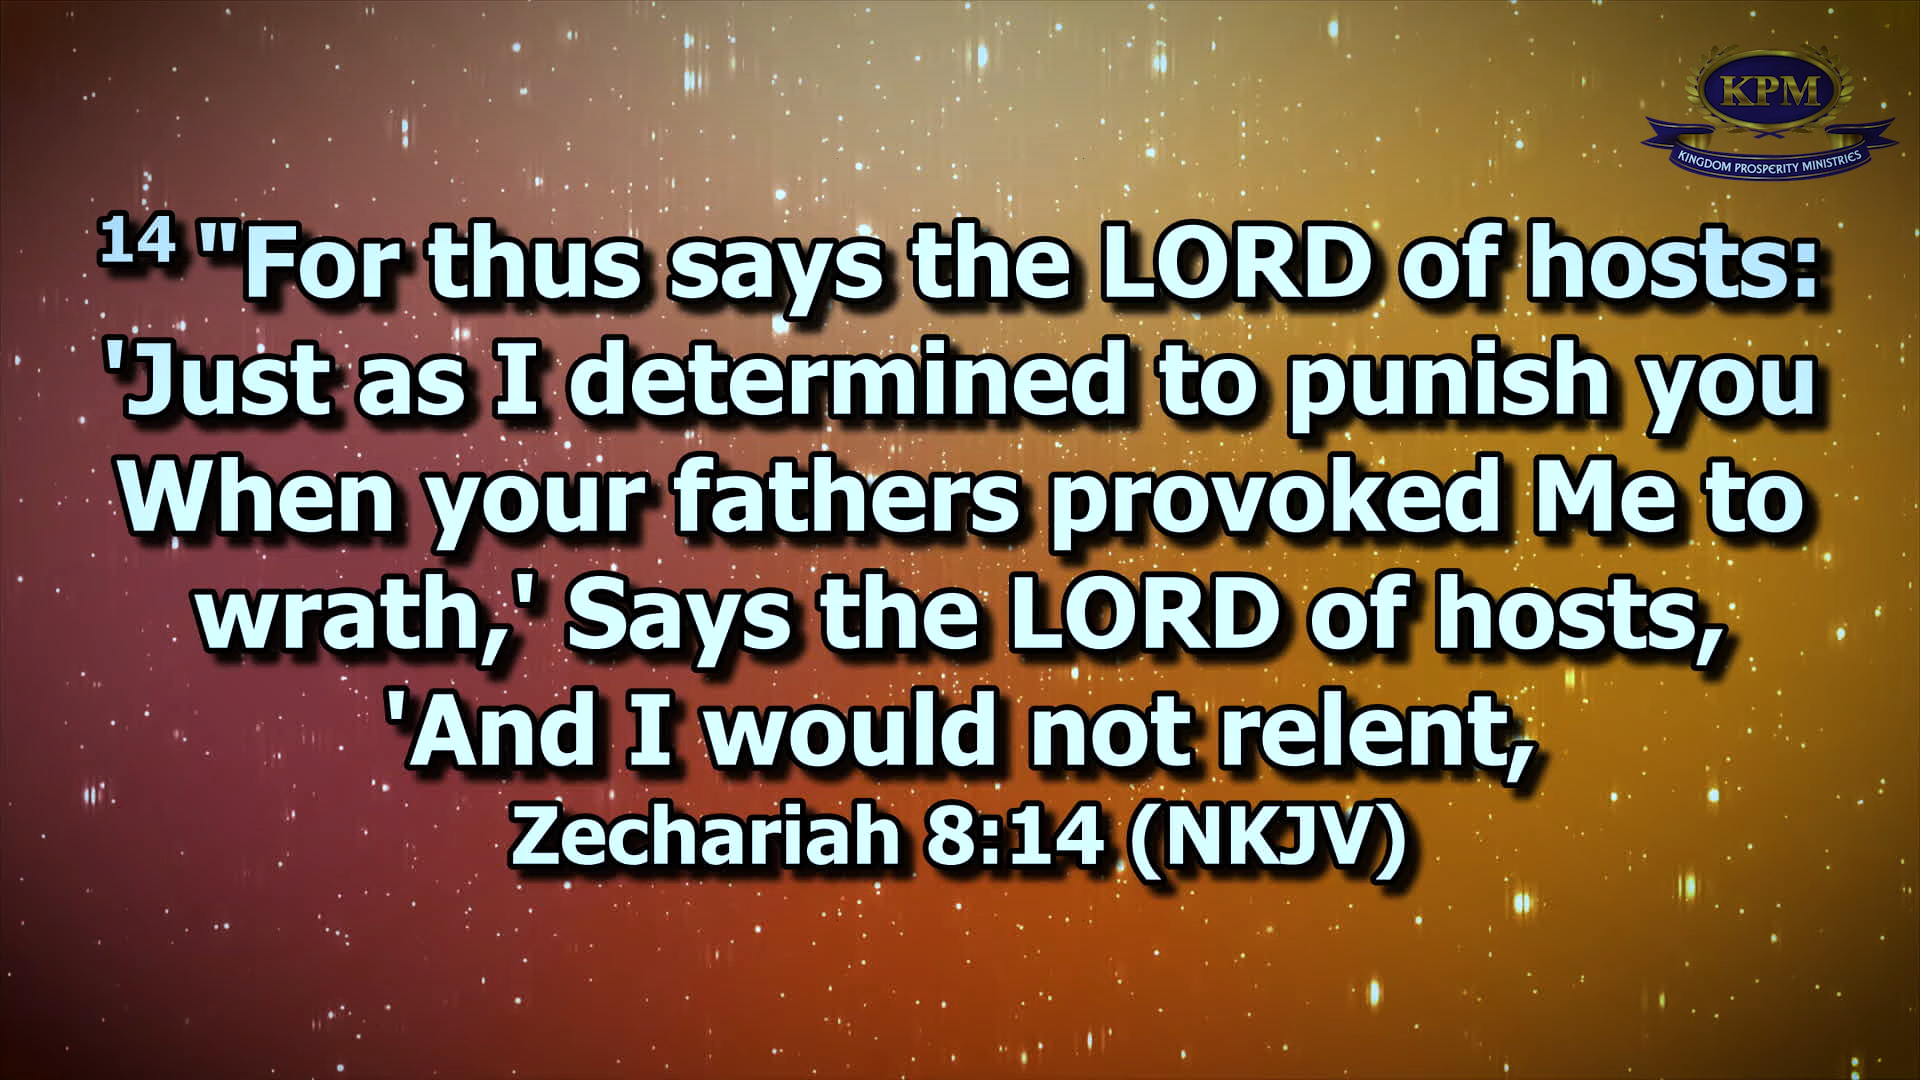 KPM
KINGDOM PROSPERITY MINISTRIES
14 "For thus says the LORD of hosts:
'Just as I determined to punish you
When your fathers provoked Me to
wrath,' Says the LORD of hosts,
'And I would not relent,
Zechariah 8:14 (NKJV)